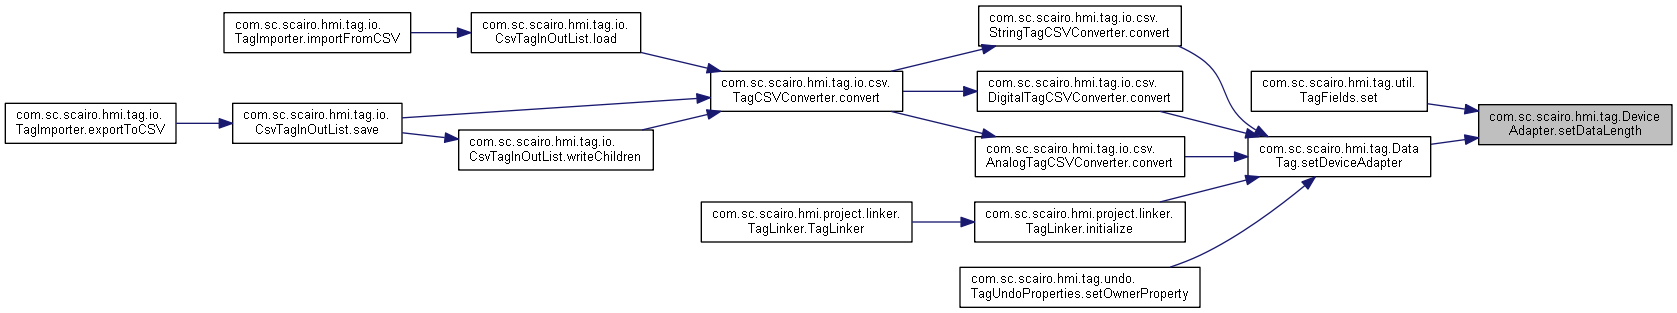 com.sc.scairo.hmi.tag.io.
TagImporter.importFromCSV
com.sc.scairo.hmi.tag.io.
CsvTagInOutList.load
com.sc.scairo.hmi.tag.io.csv.
StringTagCSVConverter.convert
com.sc.scairo.hmi.tag.io.csv.
TagCSVConverter.convert
com.sc.scairo.hmi.tag.io.csv.
DigitalTagCSVConverter.convert
com.sc.scairo.hmi.tag.util.
TagFields.set
com.sc.scairo.hmi.tag.io.
TagImporter.exportToCSV
com.sc.scairo.hmi.tag.io.
CsvTagInOutList.save
com.sc.scairo.hmi.tag.Device
Adapter.setDataLength
com.sc.scairo.hmi.tag.io.
CsvTagInOutList.writeChildren
com.sc.scairo.hmi.tag.io.csv.
AnalogTagCSVConverter.convert
com.sc.scairo.hmi.tag.Data
Tag.setDeviceAdapter
com.sc.scairo.hmi.project.linker.
TagLinker.TagLinker
com.sc.scairo.hmi.project.linker.
TagLinker.initialize
com.sc.scairo.hmi.tag.undo.
TagUndoProperties.setOwnerProperty